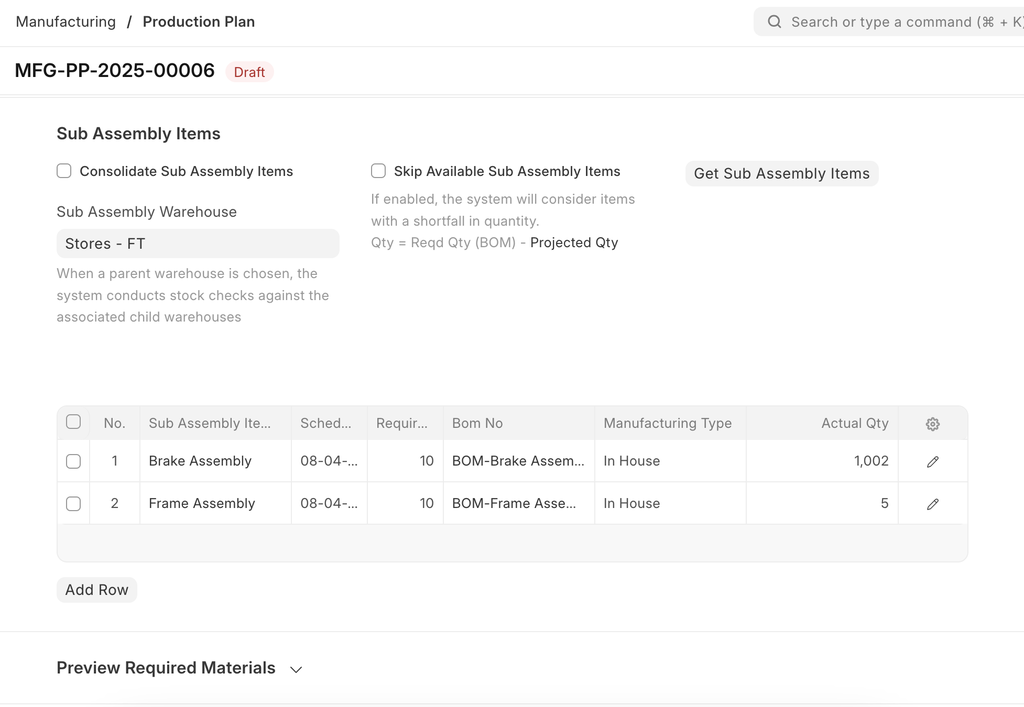 Manufacturing / Production Plan
Search or type a command (⌘ + K)
MFG-PP-2025-00006 Draft
Sub Assembly Items
Consolidate Sub Assembly Items
Skip Available Sub Assembly Items
Get Sub Assembly Items
If enabled, the system will consider items
with a shortfall in quantity.
Qty = Reqd Qty (BOM) - Projected Qty
Sub Assembly Warehouse
Stores - FT
When a parent warehouse is chosen, the
system conducts stock checks against the
associated child warehouses
No. Sub Assembly Ite... Sched... Requir... Bom No Manufacturing Type Actual Qty
1 Brake Assembly 08-04-... 10 BOM-Brake Assem... In House 1,002
2 Frame Assembly 08-04-... 10 BOM-Frame Asse... In House 5
Add Row
Preview Required Materials